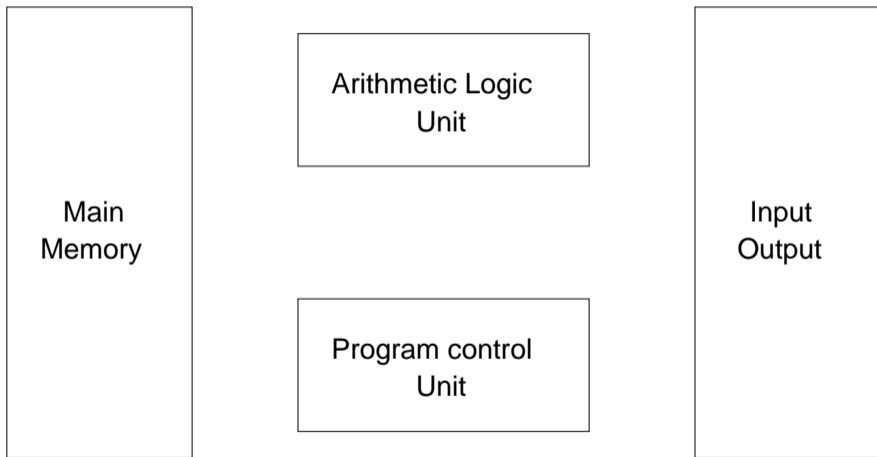 Main
Memory
Arithmetic Logic
Unit
Program control
Unit
Input
Output